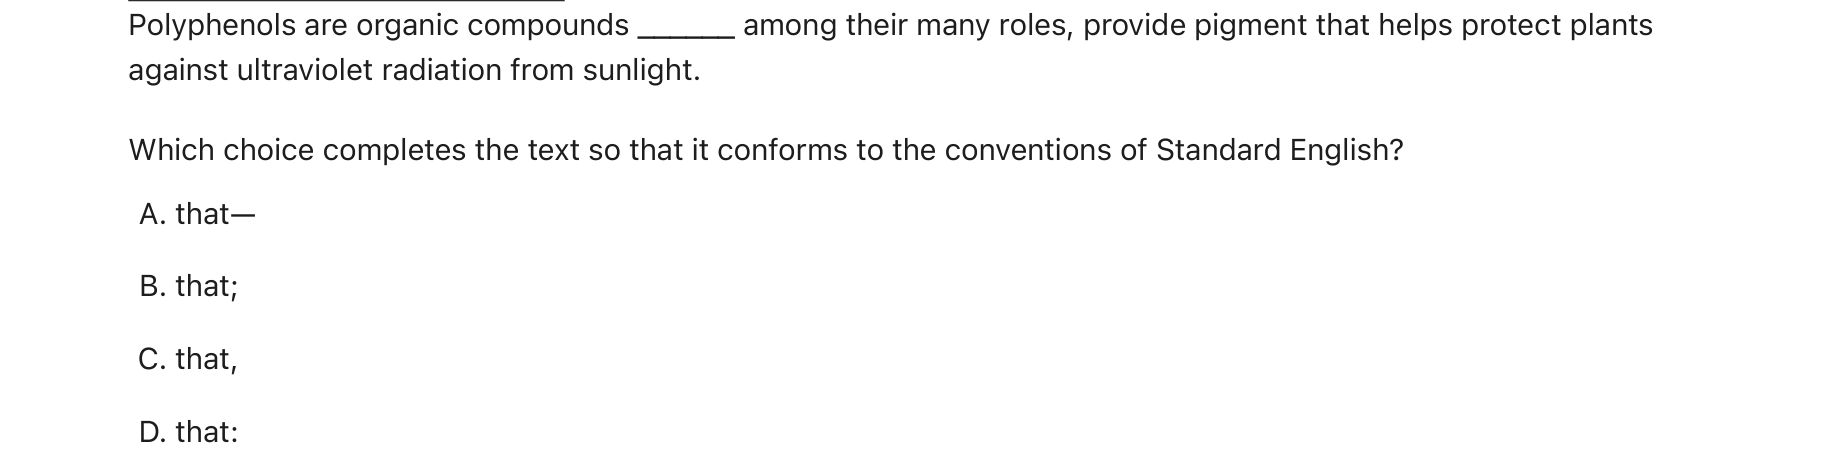 Polyphenols are organic compounds ______ among their many roles, provide pigment that helps protect plants
against ultraviolet radiation from sunlight.
Which choice completes the text so that it conforms to the conventions of Standard English?
A. that—
B. that;
C. that,
D. that: